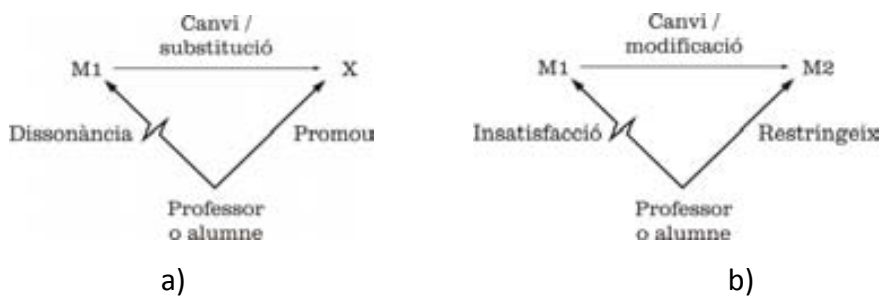 Canvi /
substitució
M1
X
Dissonància
Promou
Professor
o alumne
a)
Canvi /
modificació
M1
M2
Insatisfacció
Restringeix
Professor
o alumne
b)